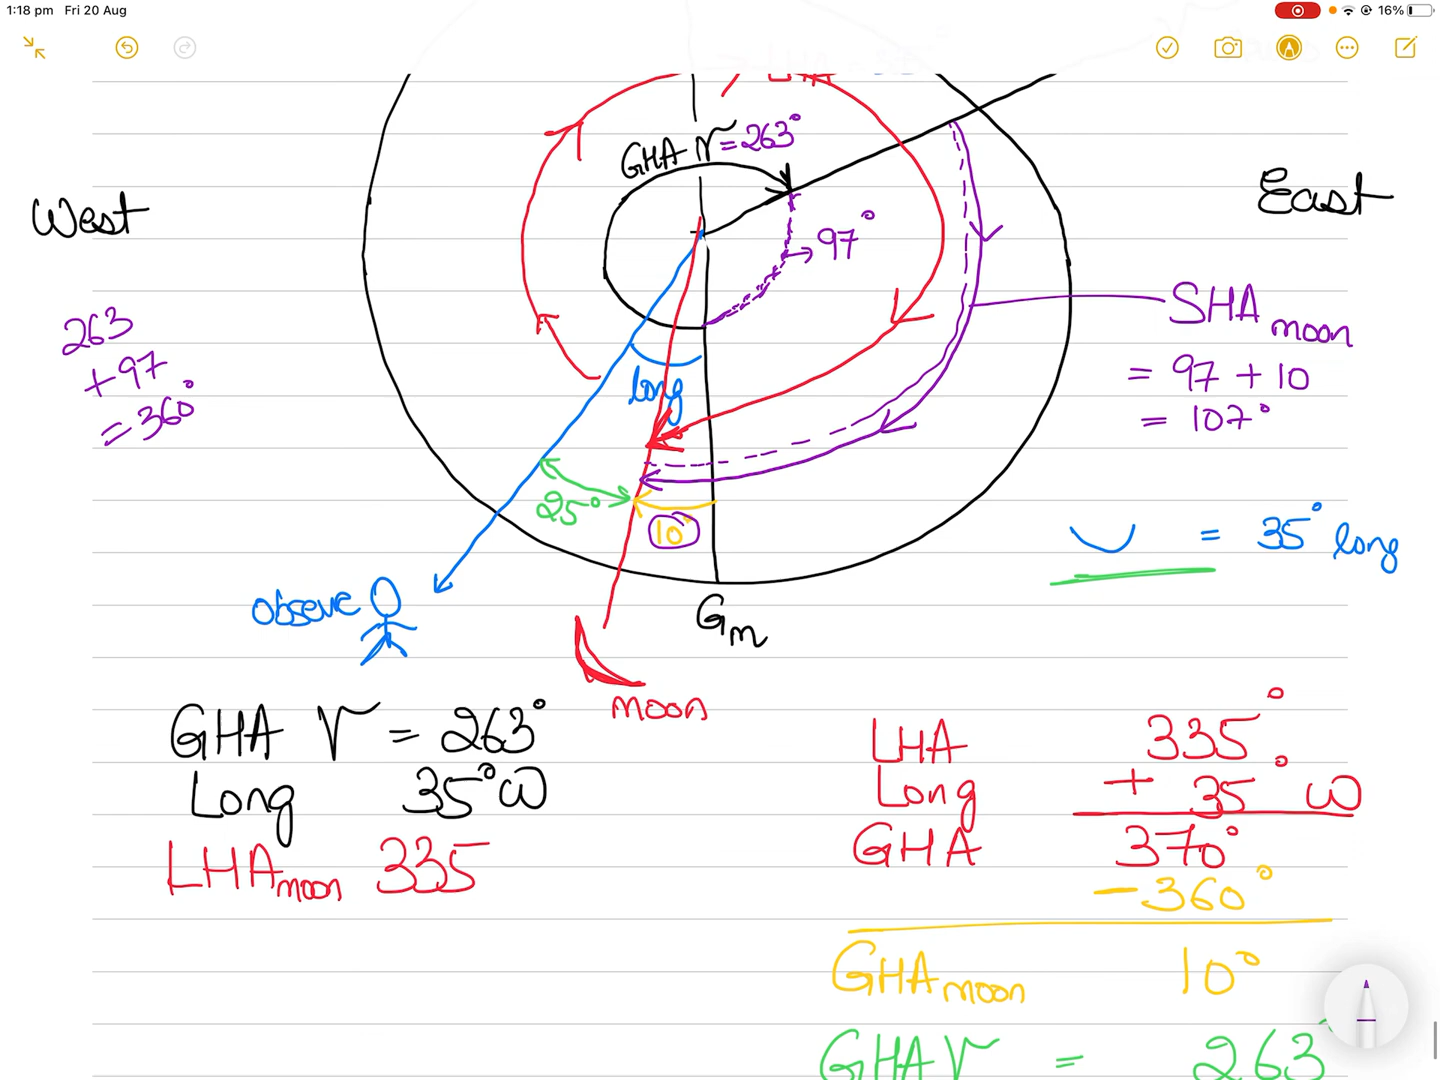 1:18 pm Fri 20 Aug
16%
LHA
GHA ♈ = 263°
West
East
97°
263
+ 97
= 360°
SHA moon
= 97 + 10
= 107°
long
25°
10°
= 35° long
observe
Gm
moon
GHA ♈ = 263°
Long 35° W
LHA moon 335
LHA 335°
Long + 35° W
GHA 370°
- 360°
GHA moon 10°
GHA ♈ = 263°